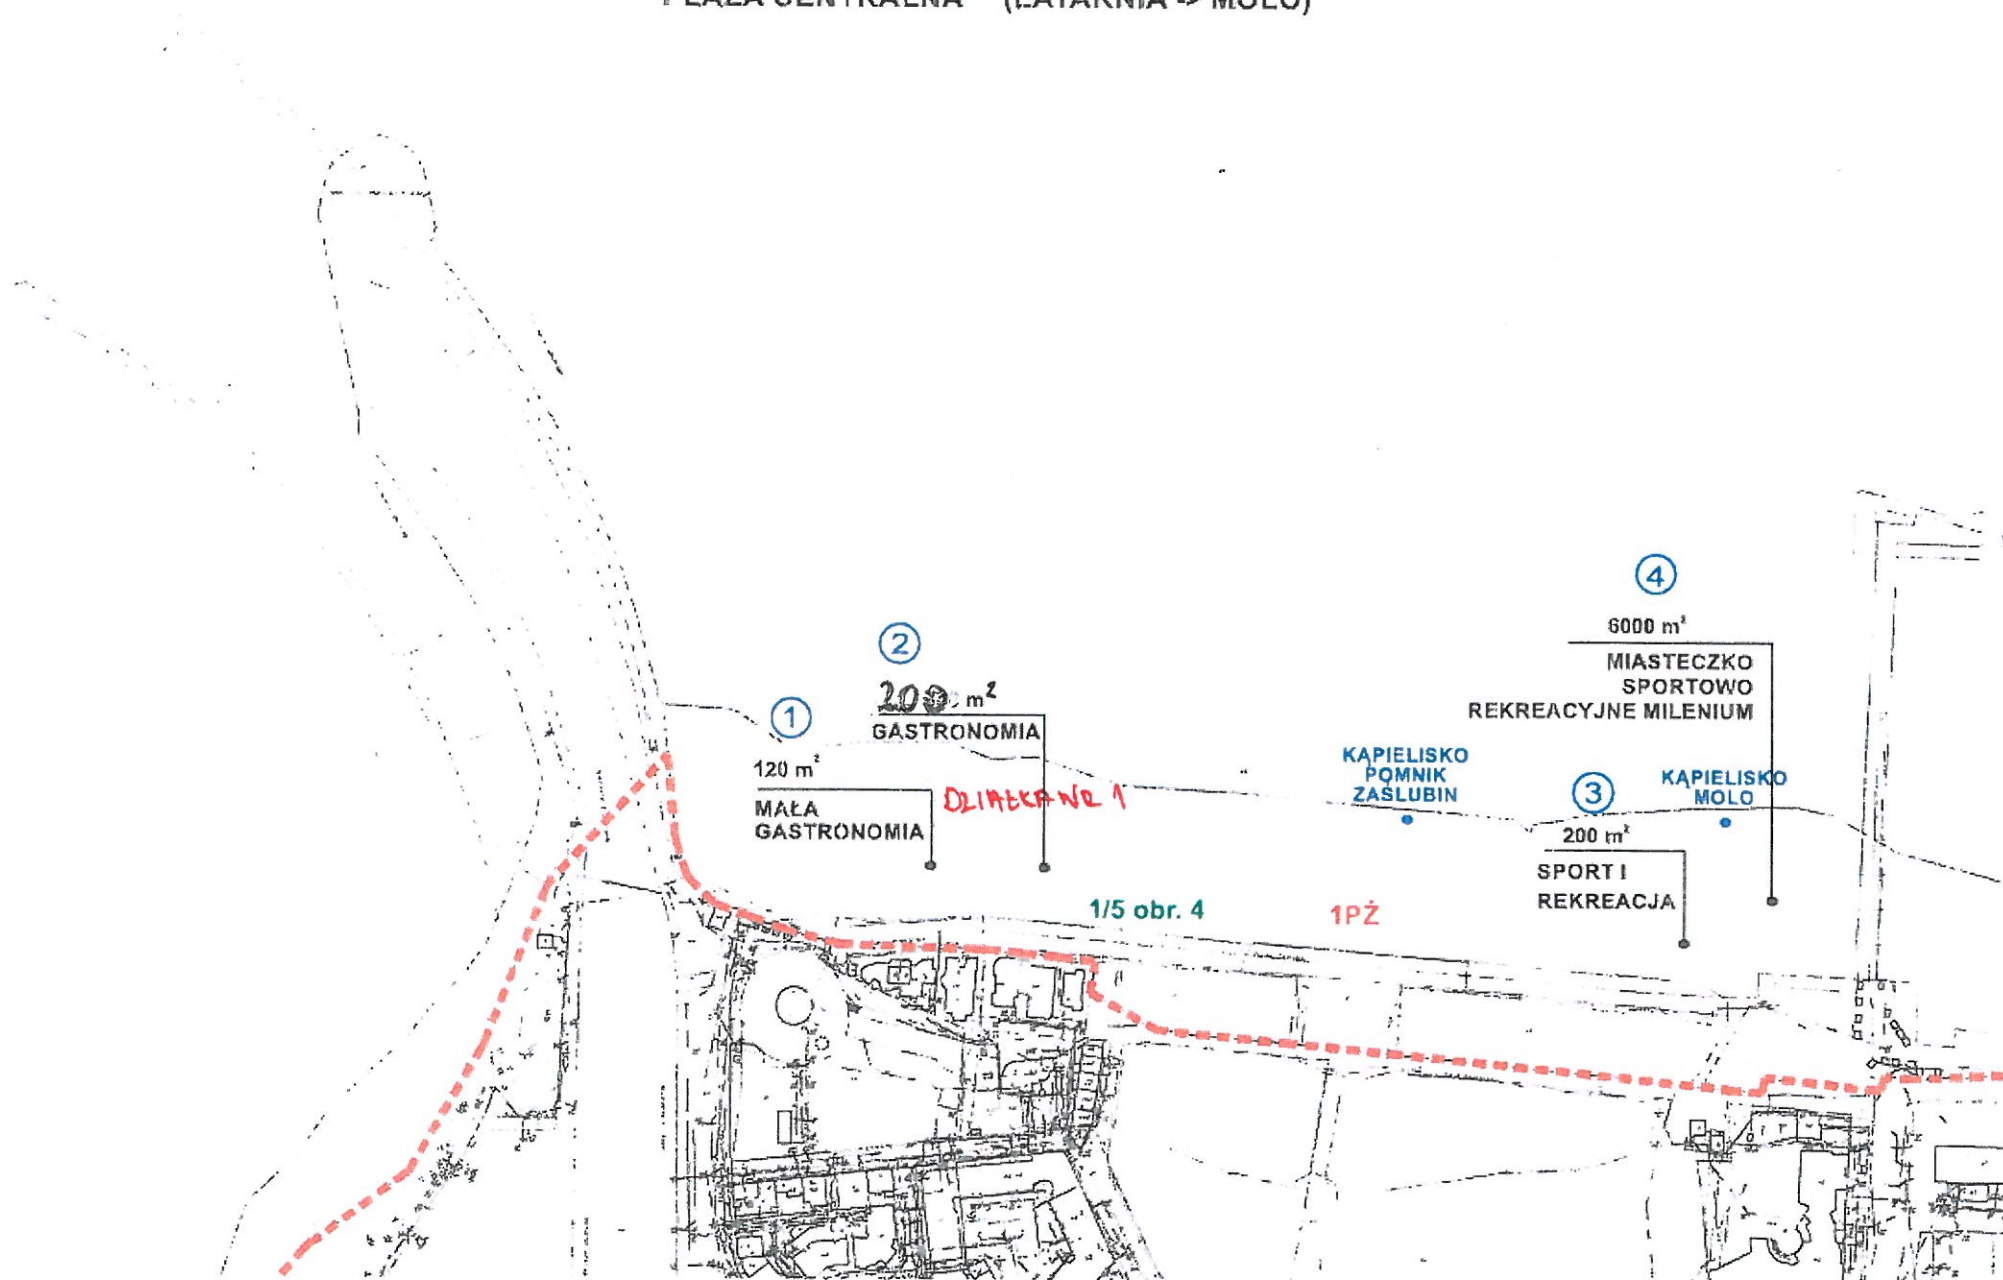 PLAŻA CENTRALNA (LATARNIA -> MOLO)
4
6000 m²
MIASTECZKO
SPORTOWO
REKREACYJNE MILENIUM
2
200 m²
GASTRONOMIA
1
120 m²
MAŁA
GASTRONOMIA
DZIAŁKA NR 1
KĄPIELISKO
POMNIK
ZAŚLUBIN
3
200 m²
SPORT I
REKREACJA
KĄPIELISKO
MOLO
1/5 obr. 4
1PŻ